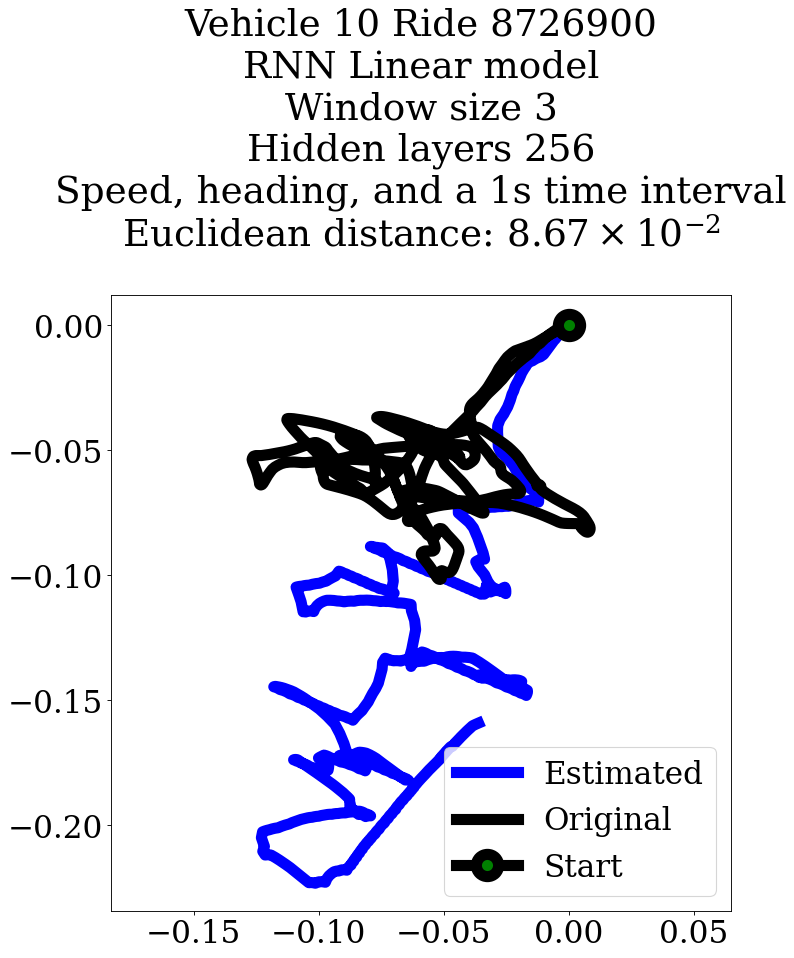 Vehicle 10 Ride 8726900
RNN Linear model
Window size 3
Hidden layers 256
Speed, heading, and a 1s time interval
Euclidean distance: 8.67 × 10⁻²
0.00
−0.05
−0.10
−0.15
−0.20
Estimated
Original
Start
−0.15 −0.10 −0.05 0.00 0.05